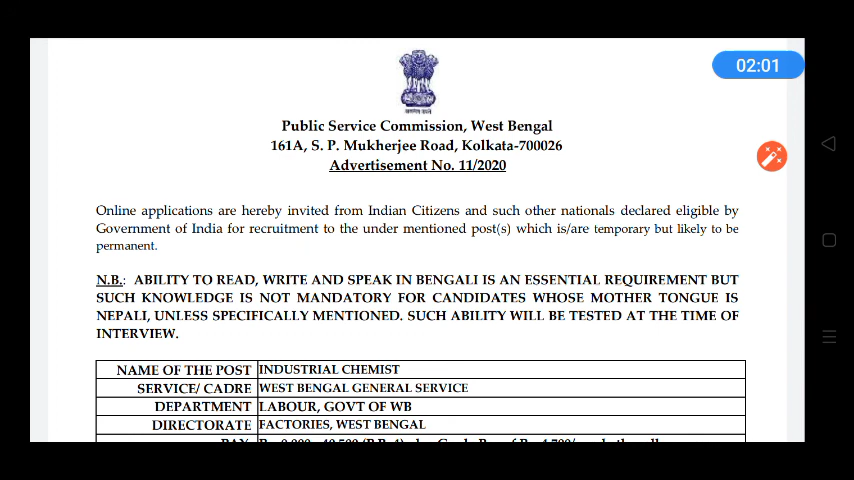 02:01
Public Service Commission, West Bengal
161A, S. P. Mukherjee Road, Kolkata-700026
Advertisement No. 11/2020
Online applications are hereby invited from Indian Citizens and such other nationals declared eligible by
Government of India for recruitment to the under mentioned post(s) which is/are temporary but likely to be
permanent.
N.B.: ABILITY TO READ, WRITE AND SPEAK IN BENGALI IS AN ESSENTIAL REQUIREMENT BUT
SUCH KNOWLEDGE IS NOT MANDATORY FOR CANDIDATES WHOSE MOTHER TONGUE IS
NEPALI, UNLESS SPECIFICALLY MENTIONED. SUCH ABILITY WILL BE TESTED AT THE TIME OF
INTERVIEW.
NAME OF THE POST INDUSTRIAL CHEMIST
SERVICE/ CADRE WEST BENGAL GENERAL SERVICE
DEPARTMENT LABOUR, GOVT OF WB
DIRECTORATE FACTORIES, WEST BENGAL